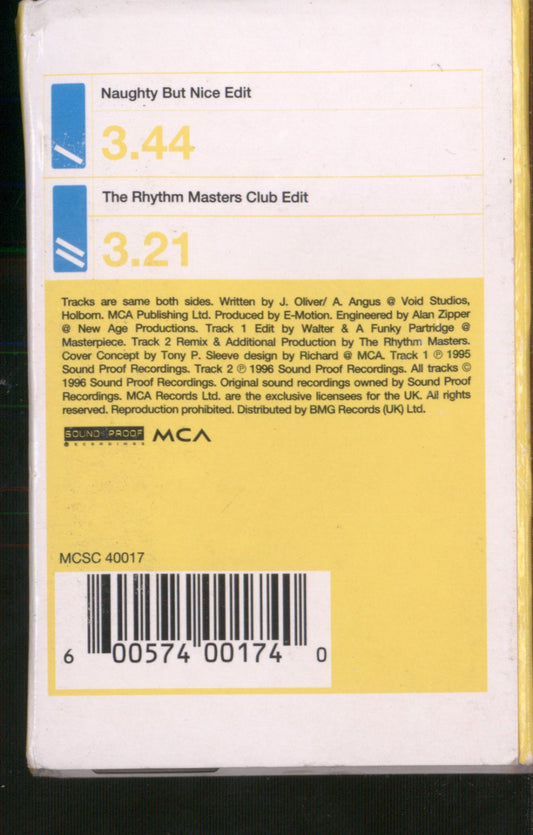 Naughty But Nice Edit
3.44
The Rhythm Masters Club Edit
3.21
Tracks are same both sides. Written by J. Oliver/ A. Angus @ Void Studios,
Holborn. MCA Publishing Ltd. Produced by E-Motion. Engineered by Alan Zipper
@ New Age Productions. Track 1 Edit by Walter & A Funky Partridge @
Masterpiece. Track 2 Remix & Additional Production by The Rhythm Masters.
Cover Concept by Tony P. Sleeve design by Richard @ MCA. Track 1 ℗ 1995
Sound Proof Recordings. Track 2 ℗ 1996 Sound Proof Recordings. All tracks ©
1996 Sound Proof Recordings. Original sound recordings owned by Sound Proof
Recordings. MCA Records Ltd. are the exclusive licensees for the UK. All rights
reserved. Reproduction prohibited. Distributed by BMG Records (UK) Ltd.
SOUND PROOF MCA
RECORDINGS
MCSC 40017
6 00574 00174 0